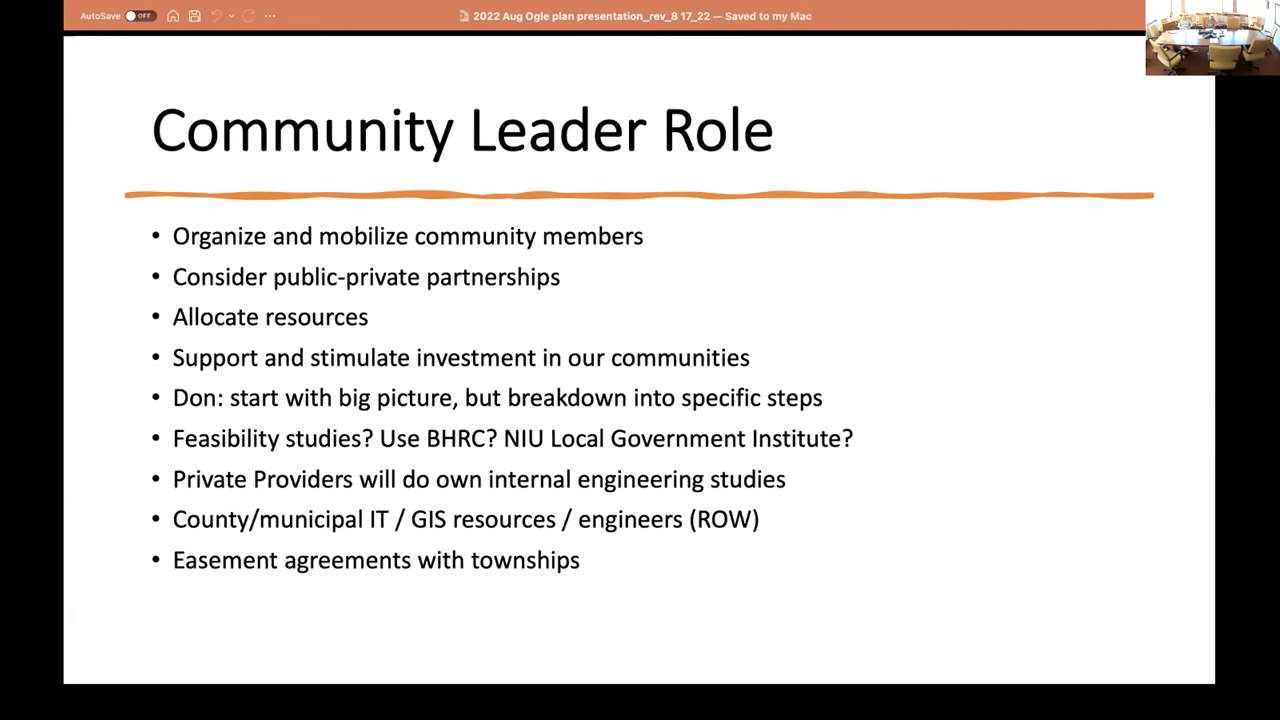 AutoSave OFF
2022 Aug Ogle plan presentation_rev_8 17_22 — Saved to my Mac
Community Leader Role
• Organize and mobilize community members
• Consider public-private partnerships
• Allocate resources
• Support and stimulate investment in our communities
• Don: start with big picture, but breakdown into specific steps
• Feasibility studies? Use BHRC? NIU Local Government Institute?
• Private Providers will do own internal engineering studies
• County/municipal IT / GIS resources / engineers (ROW)
• Easement agreements with townships